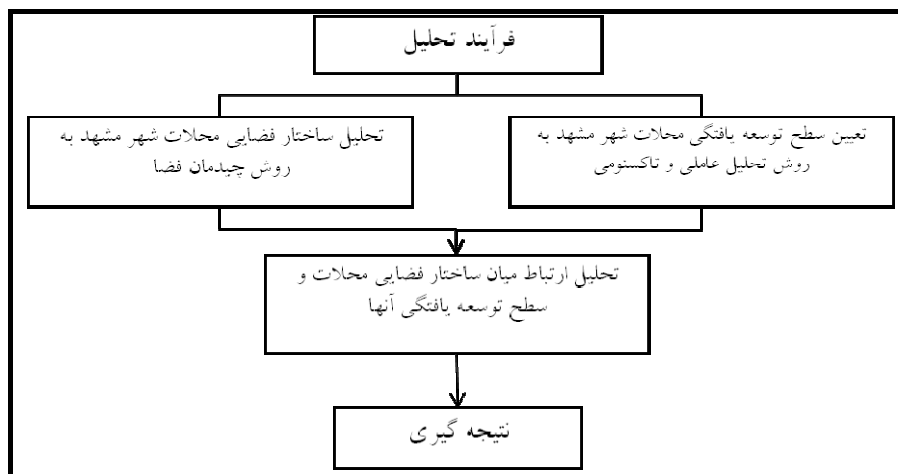 فرآیند تحلیل
تعیین سطح توسعه یافتگی محلات شهر مشهد به
روش تحلیل عاملی و تاکسنومی
تحلیل ساختار فضایی محلات شهر مشهد به
روش چیدمان فضا
تحلیل ارتباط میان ساختار فضایی محلات و
سطح توسعه یافتگی آنها
نتیجه گیری